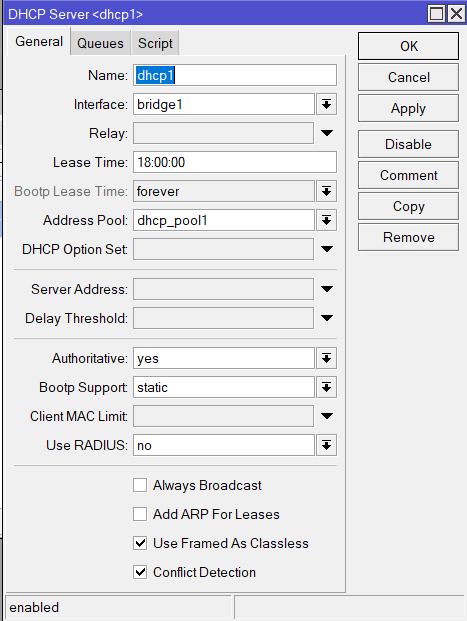 DHCP Server <dhcp1>
General Queues Script
Name: dhcp1
Interface: bridge1
Relay:
Lease Time: 18:00:00
Bootp Lease Time: forever
Address Pool: dhcp_pool1
DHCP Option Set:
Server Address:
Delay Threshold:
Authoritative: yes
Bootp Support: static
Client MAC Limit:
Use RADIUS: no
Always Broadcast
Add ARP For Leases
Use Framed As Classless
Conflict Detection
enabled
OK
Cancel
Apply
Disable
Comment
Copy
Remove